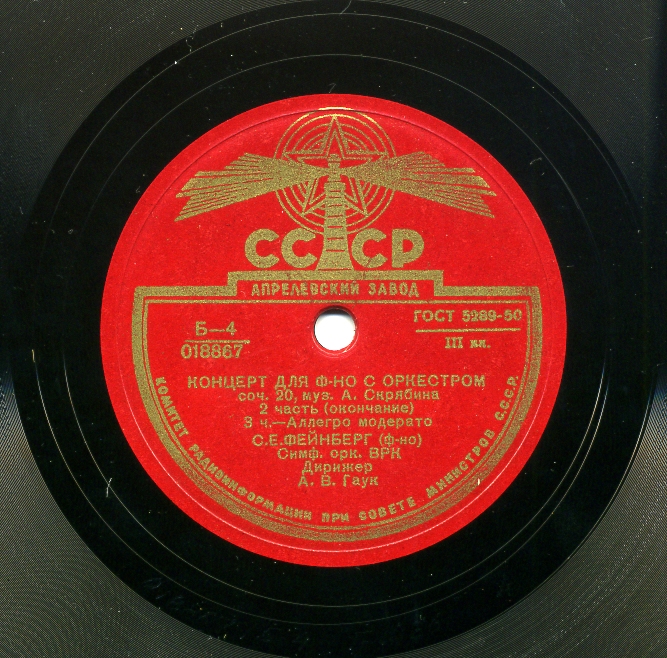 СССР
АПРЕЛЕВСКИЙ ЗАВОД
Б—4
018867
ГОСТ 5289-50
III кл.
КОНЦЕРТ ДЛЯ Ф-НО С ОРКЕСТРОМ
соч. 20, муз. А. Скрябина
2 часть (окончание)
3 ч.—Аллегро модерато
С.Е.ФЕЙНБЕРГ (ф-но)
Симф. орк. ВРК
Дирижер
А. В. Гаук
КОМИТЕТ РАДИОИНФОРМАЦИИ ПРИ СОВЕТЕ МИНИСТРОВ СССР.